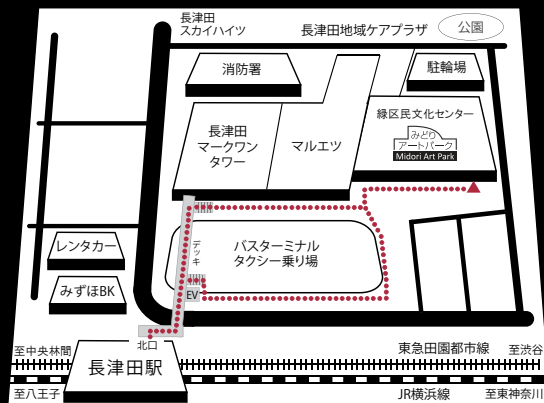 長津田
スカイハイツ
長津田地域ケアプラザ
公園
消防署
駐輪場
緑区民文化センター
みどり
アートパーク
Midori Art Park
長津田
マークワン
タワー
マルエツ
デッキ
バスターミナル
タクシー乗り場
レンタカー
みずほBK
EV
北口
至中央林間
東急田園都市線
至渋谷
長津田駅
至八王子
JR横浜線
至東神奈川